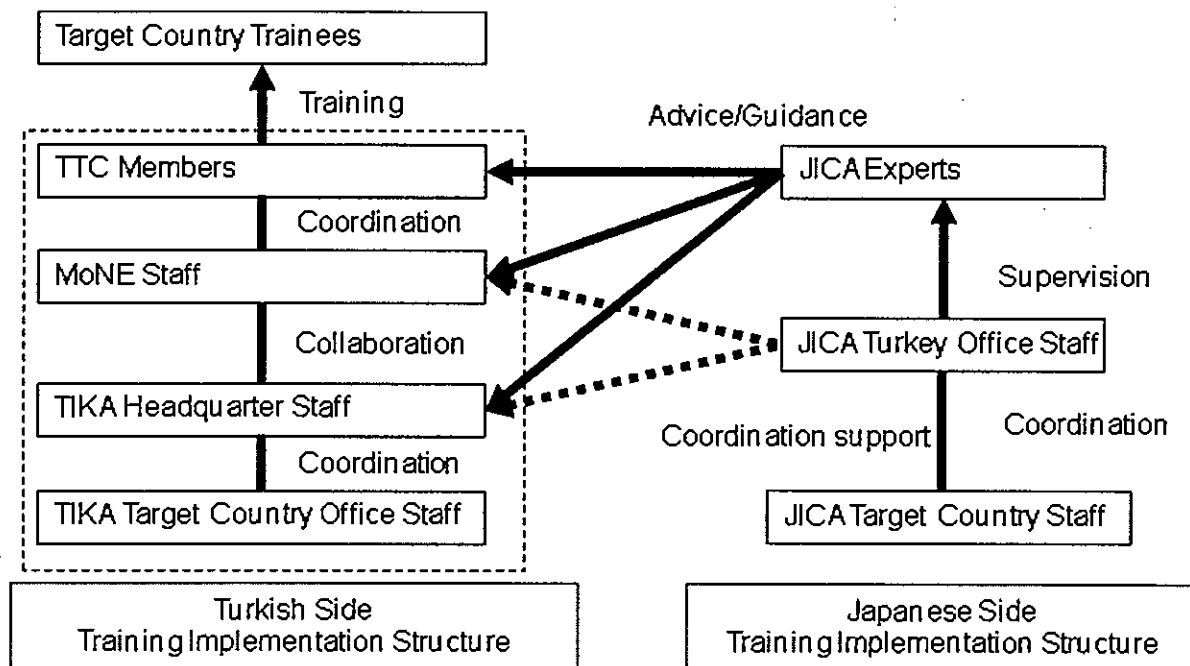 Target Country Trainees
Training
Advice/Guidance
TTC Members
JICA Experts
Coordination
MoNE Staff
Supervision
Collaboration
JICA Turkey Office Staff
TIKA Headquarter Staff
Coordination support
Coordination
Coordination
TIKA Target Country Office Staff
JICA Target Country Staff
Turkish Side
Training Implementation Structure
Japanese Side
Training Implementation Structure